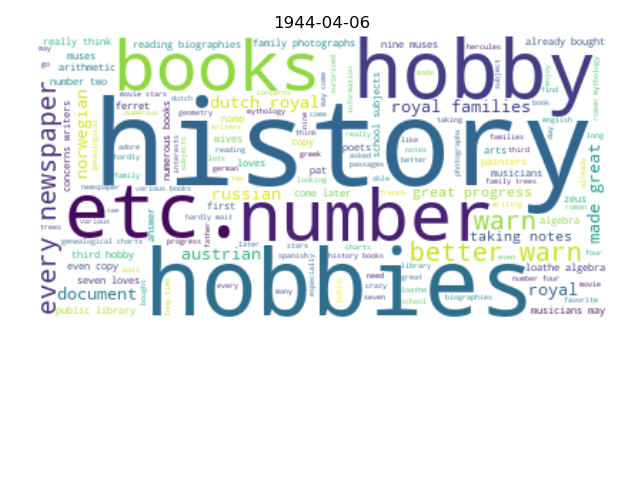 1944-04-06
really think
reading biographies
family photographs
nine muses
hercules
already bought
may
go
muses
arithmetic
number two
books
hobby
movie stars
ferret
dutch
geometry
dutch royal
name
writers
royal families
made
subject
enjoy
find
book
roman mythology
concerns writers
every newspaper
norwegian
genealogical
numerous books
interests
subjects
adore
hardly
family
history
school subjects
information
surprised
may come
poets
asked
passages
copy
wives
reading
lots
german
loves
pat
greek
really
like
notes
better
taking
families
photographs
english
day
long
arts
third
painters
musicians
family trees
writing
already
newspaper
various books
russian
come later
great progress
made great
zeus
roman
trees
various
etc.
number
warn
algebra
taking notes
genealogical charts
progress
hardly wait
father
later
french
answer
third hobby
austrian
stars
charts
spanish
history books
better warn
even
four
even copy
wait
seven loves
document
bought
long time
hobbies
every
many
especially
need
crazy
seven
library
great
loathe
school
biographies
loathe algebra
number four
movie
royal
favorite
public library
public
musicians may